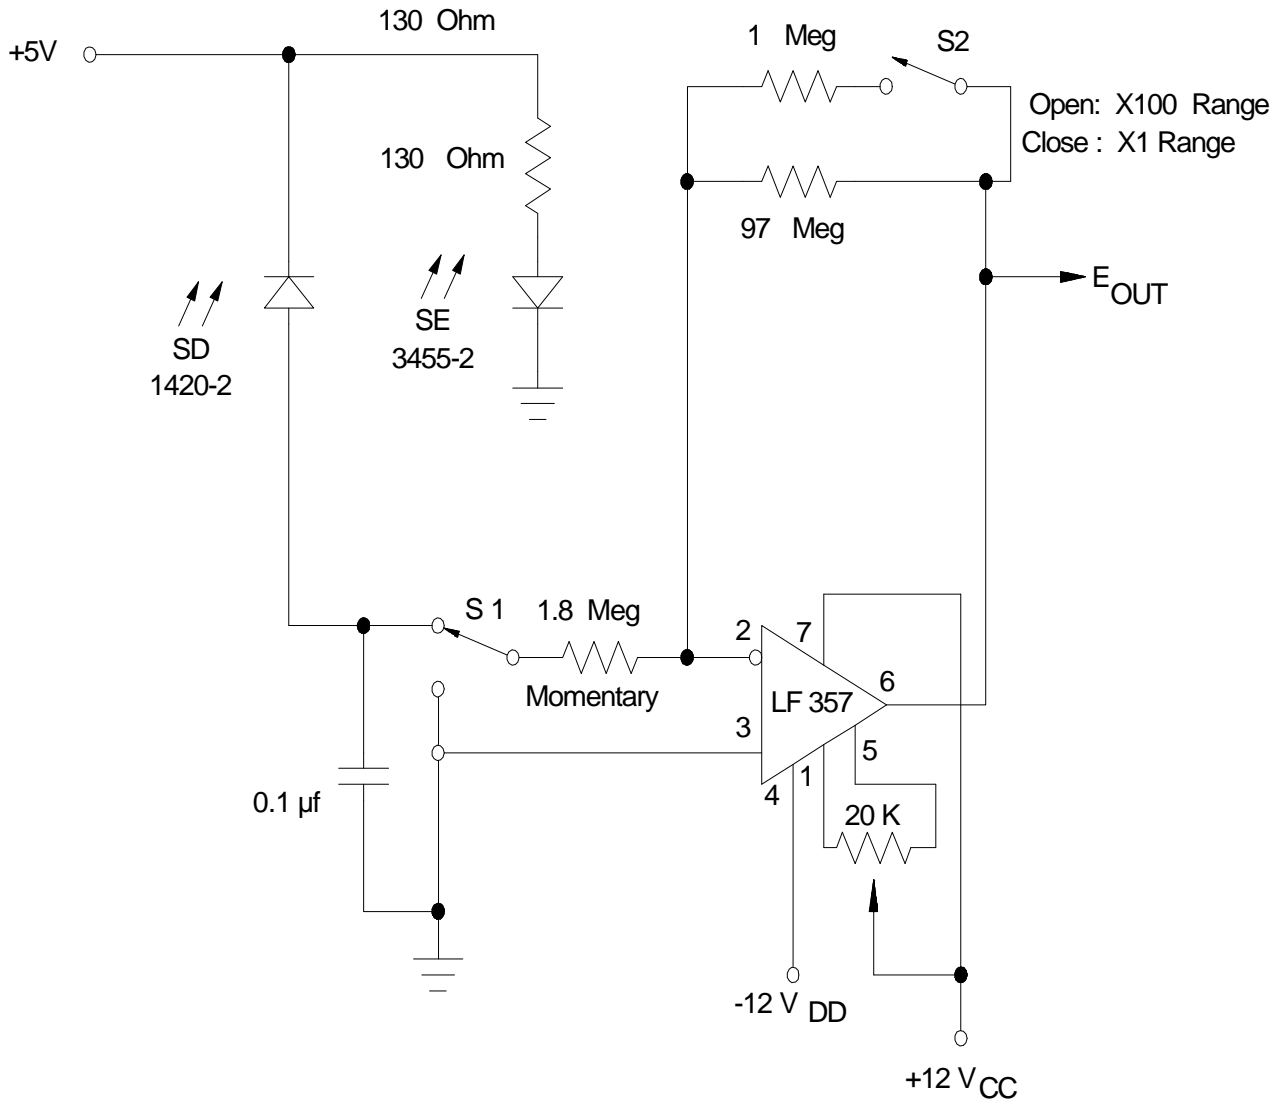 130 Ohm
+5V
1 Meg
S2
Open: X100 Range
Close : X1 Range
130 Ohm
97 Meg
E OUT
SD
1420-2
SE
3455-2
S 1
1.8 Meg
Momentary
2
7
LF 357
6
3
5
1
4
0.1 µf
20 K
-12 V DD
+12 V CC